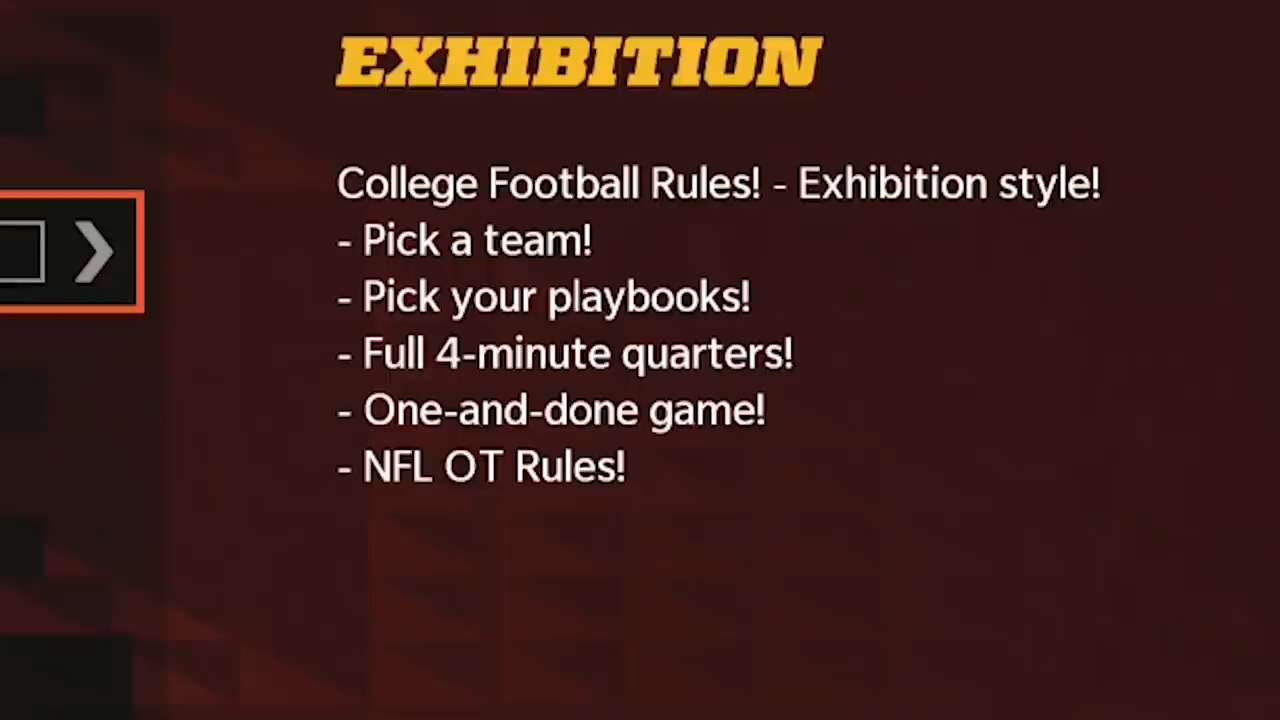 EXHIBITION
College Football Rules! - Exhibition style!
- Pick a team!
- Pick your playbooks!
- Full 4-minute quarters!
- One-and-done game!
- NFL OT Rules!